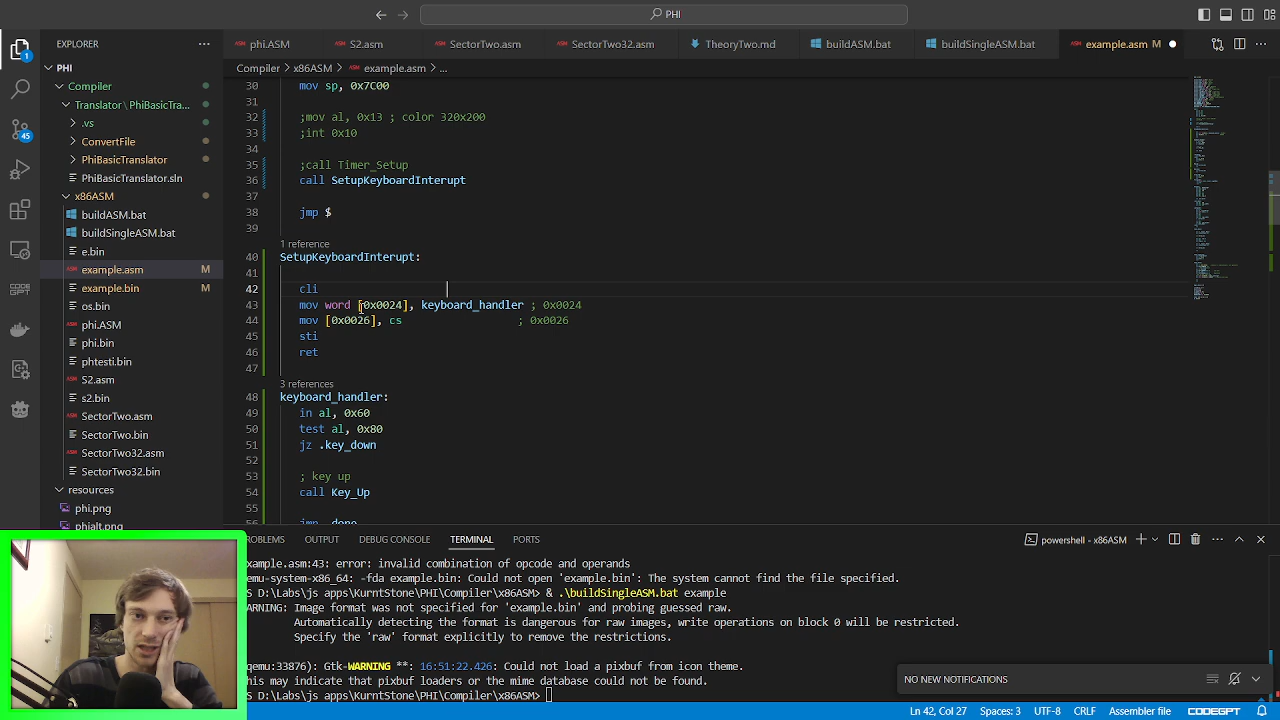 PHI
1
45
EXPLORER
phi.ASM
S2.asm
SectorTwo.asm
SectorTwo32.asm
TheoryTwo.md
buildASM.bat
buildSingleASM.bat
example.asm M
PHI
Compiler > x86ASM > example.asm > ...
Compiler
Translator \ PhiBasicTra...
.vs
ConvertFile
PhiBasicTranslator
PhiBasicTranslator.sln
x86ASM
buildASM.bat
buildSingleASM.bat
e.bin
example.asm M
example.bin M
os.bin
phi.ASM
phi.bin
phtesti.bin
S2.asm
s2.bin
SectorTwo.asm
SectorTwo.bin
SectorTwo32.asm
SectorTwo32.bin
resources
phi.png
phialt.png
30 mov sp, 0x7C00
31
32 ;mov al, 0x13 ; color 320x200
33 ;int 0x10
34
35 ;call Timer_Setup
36 call SetupKeyboardInterupt
37
38 jmp $
39
1 reference
40 SetupKeyboardInterupt:
41
42 cli
43 mov word [0x0024], keyboard_handler ; 0x0024
44 mov [0x0026], cs ; 0x0026
45 sti
46 ret
47
3 references
48 keyboard_handler:
49 in al, 0x60
50 test al, 0x80
51 jz .key_down
52
53 ; key up
54 call Key_Up
55
56 jmp .done
ROBLEMS OUTPUT DEBUG CONSOLE TERMINAL PORTS
powershell - x86ASM
xample.asm:43: error: invalid combination of opcode and operands
emu-system-x86_64: -fda example.bin: Could not open 'example.bin': The system cannot find the file specified.
S D:\Labs\js apps\KurntStone\PHI\Compiler\x86ASM> & .\buildSingleASM.bat example
ARNING: Image format was not specified for 'example.bin' and probing guessed raw.
Automatically detecting the format is dangerous for raw images, write operations on block 0 will be restricted.
Specify the 'raw' format explicitly to remove the restrictions.
qemu:33876): Gtk-WARNING **: 16:51:22.426: Could not load a pixbuf from icon theme.
his may indicate that pixbuf loaders or the mime database could not be found.
S D:\Labs\js apps\KurntStone\PHI\Compiler\x86ASM>
NO NEW NOTIFICATIONS
Ln 42, Col 27 Spaces: 3 UTF-8 CRLF Assembler file CODEGPT